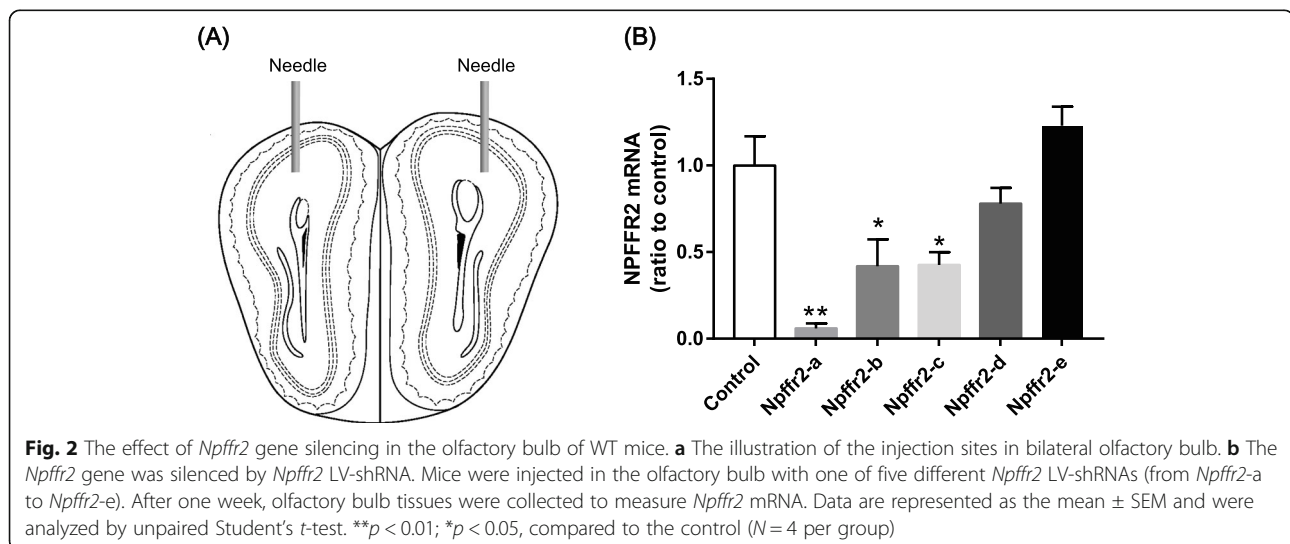 (A)
Needle
Needle
(B)
NPFFR2 mRNA
(ratio to control)
1.5
1.0
0.5
0.0
**
*
*
Control
Npffr2-a
Npffr2-b
Npffr2-c
Npffr2-d
Npffr2-e
Fig. 2 The effect of Npffr2 gene silencing in the olfactory bulb of WT mice. a The illustration of the injection sites in bilateral olfactory bulb. b The
Npffr2 gene was silenced by Npffr2 LV-shRNA. Mice were injected in the olfactory bulb with one of five different Npffr2 LV-shRNAs (from Npffr2-a
to Npffr2-e). After one week, olfactory bulb tissues were collected to measure Npffr2 mRNA. Data are represented as the mean ± SEM and were
analyzed by unpaired Student's t-test. **p < 0.01; *p < 0.05, compared to the control (N = 4 per group)